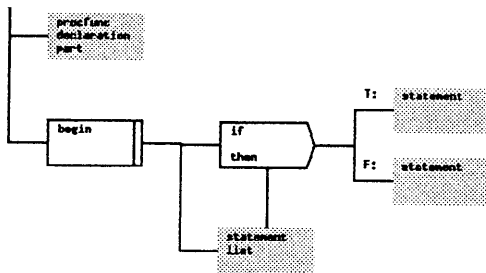 procfunc
declaration
part
begin
if
then
T:
statement
F:
statement
statement
list